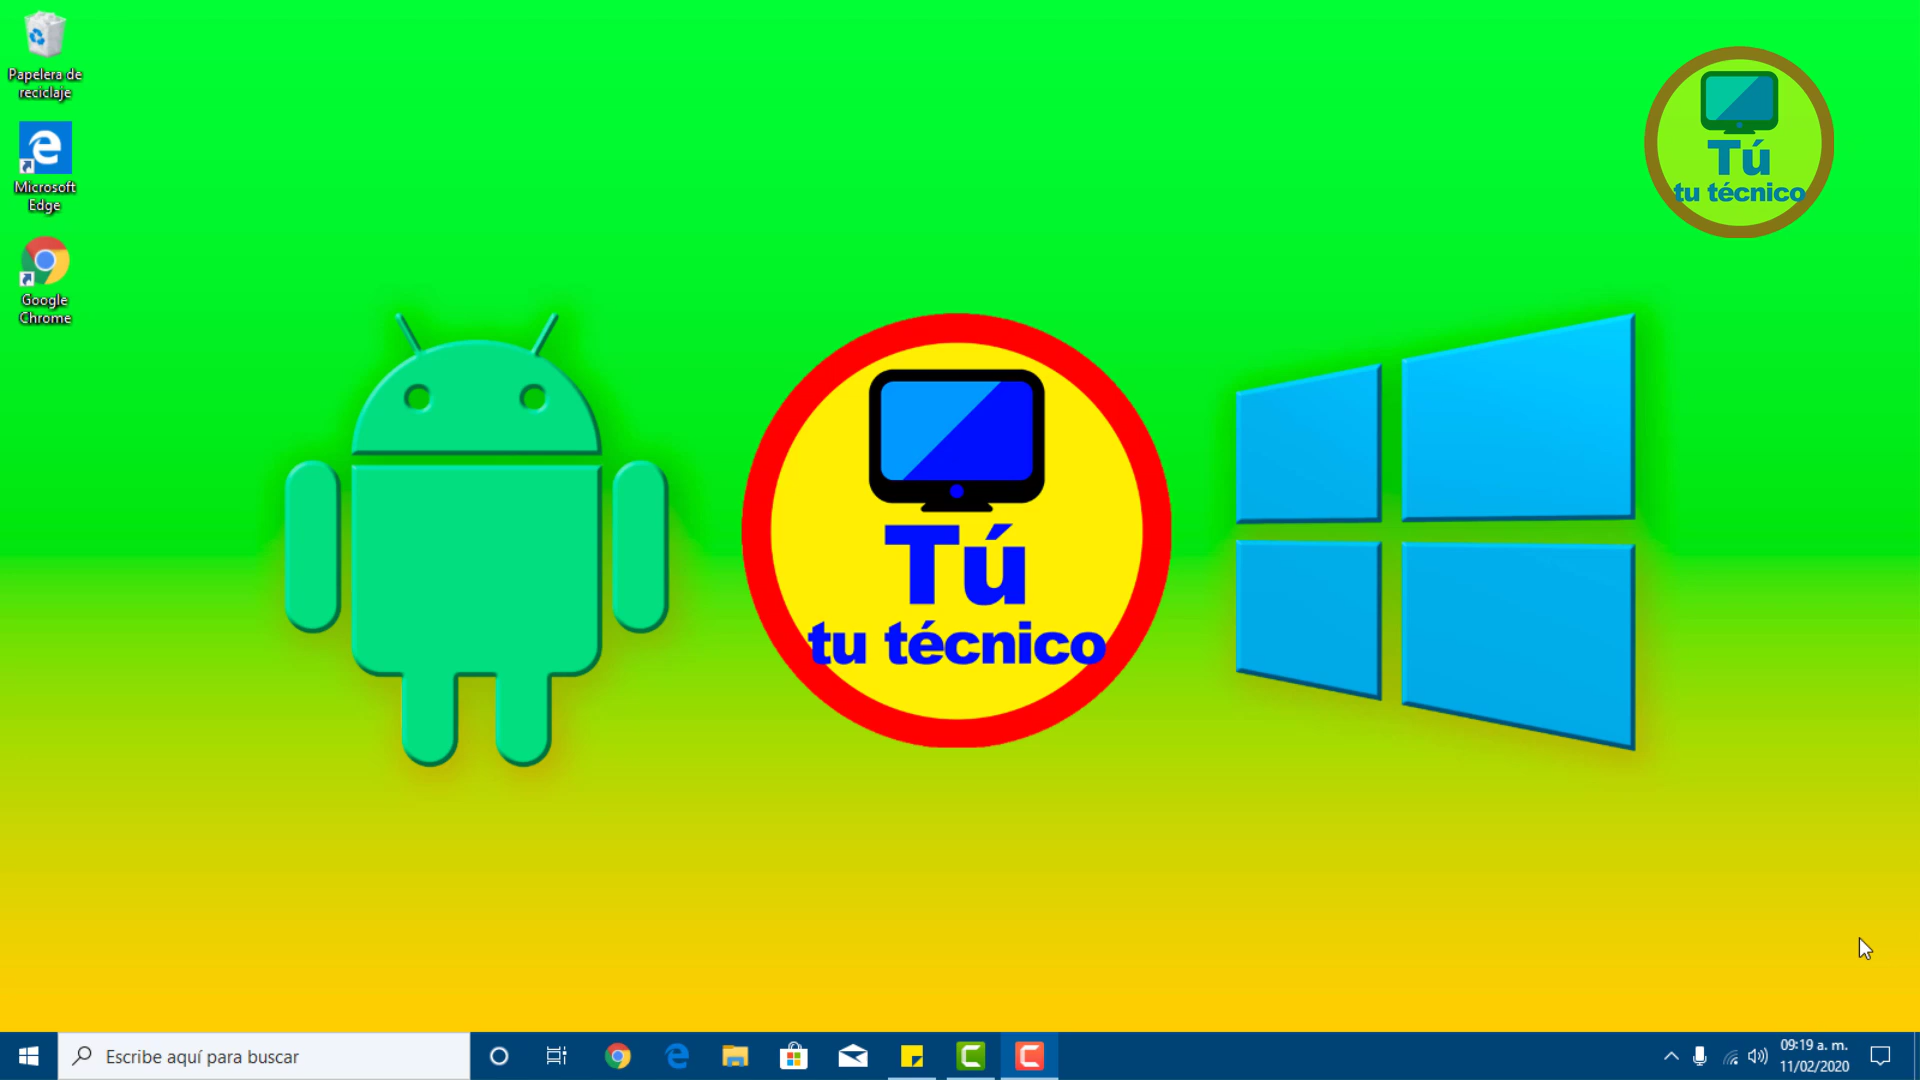 Papelera de
reciclaje
Microsoft
Edge
Google
Chrome
Tú
tu técnico
Tú
tu técnico
Escribe aquí para buscar
09:19 a. m.
11/02/2020